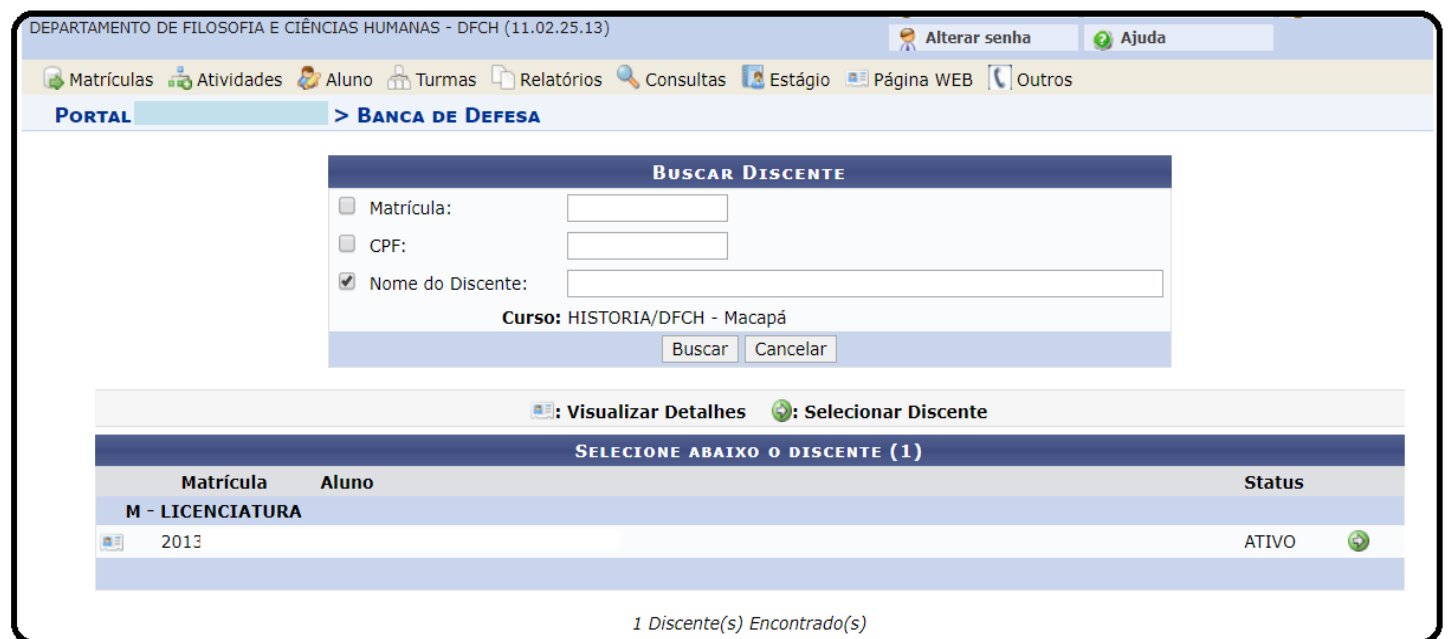 DEPARTAMENTO DE FILOSOFIA E CIÊNCIAS HUMANAS - DFCH (11.02.25.13)
Alterar senha Ajuda
Matrículas Atividades Aluno Turmas Relatórios Consultas Estágio Página WEB Outros
PORTAL > BANCA DE DEFESA
BUSCAR DISCENTE
Matrícula:
CPF:
Nome do Discente:
Curso: HISTORIA/DFCH - Macapá
Buscar Cancelar
: Visualizar Detalhes : Selecionar Discente
SELECIONE ABAIXO O DISCENTE (1)
Matrícula Aluno Status
M - LICENCIATURA
2013 ATIVO
1 Discente(s) Encontrado(s)